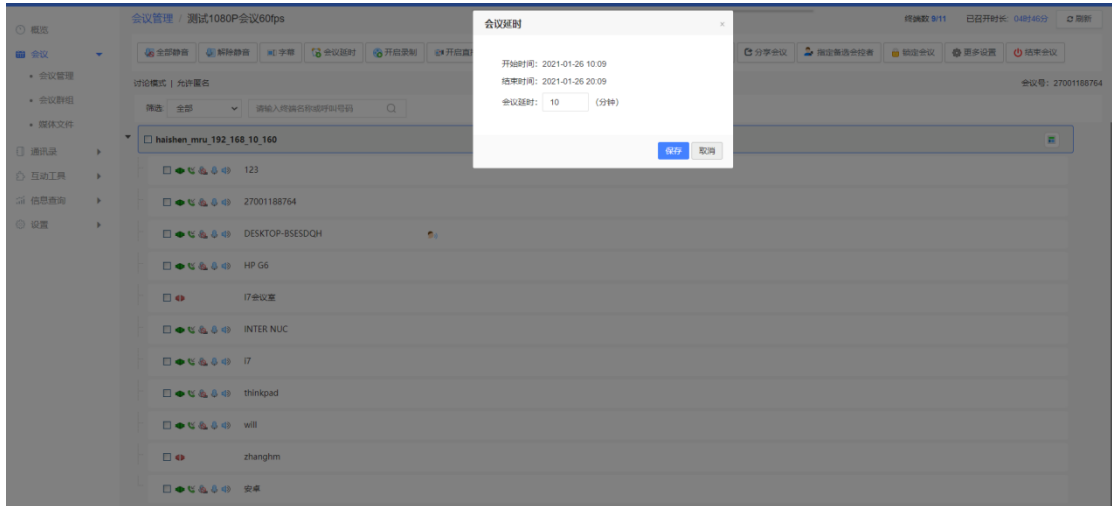 概览
会议
会议管理
会议群组
媒体文件
通讯录
互动工具
信息查询
设置
会议管理 / 测试1080P会议60fps
终端数 9/11 已召开时长: 04时46分 刷新
全部静音 解除静音 字幕 会议延时 开启录制 开启直 分享会议 指定备选会控者 锁定会议 更多设置 结束会议
讨论模式 | 允许匿名
会议号: 27001188764
筛选 全部 请输入终端名称或呼叫号码
haishen_mru_192_168_10_160
123
27001188764
DESKTOP-8SESDQH
HP G6
I7会议室
INTER NUC
i7
thinkpad
will
zhanghm
安卓
会议延时 ×
开始时间: 2021-01-26 10:09
结束时间: 2021-01-26 20:09
会议延时: 10 (分钟)
保存 取消